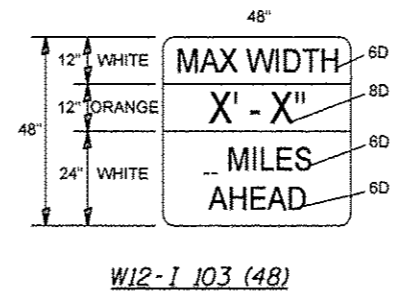 48"
12" WHITE
MAX WIDTH 6D
12" ORANGE
X' - X" 8D
48"
24" WHITE
_ MILES 6D
AHEAD 6D
W12-I 103 (48)